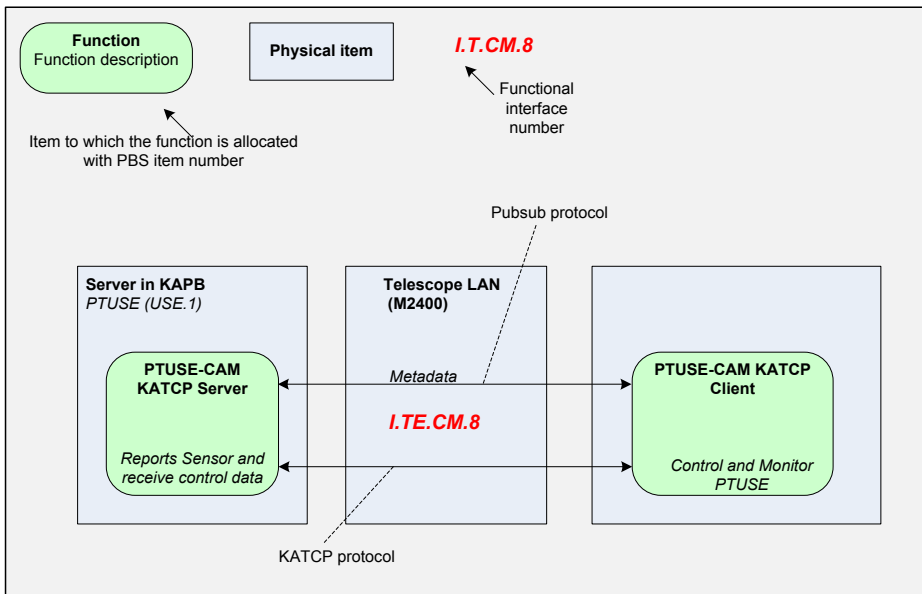 Function
Function description
Physical item
I.T.CM.8
Functional
interface
number
Item to which the function is allocated
with PBS item number
Pubsub protocol
Server in KAPB
PTUSE (USE.1)
Telescope LAN
(M2400)
PTUSE-CAM
KATCP Server
Metadata
PTUSE-CAM KATCP
Client
I.TE.CM.8
Reports Sensor and
receive control data
Control and Monitor
PTUSE
KATCP protocol